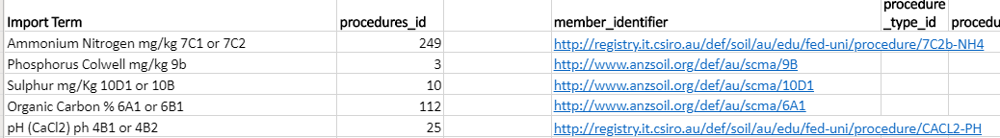 procedure
Import Term procedures_id member_identifier _type_id procedu
Ammonium Nitrogen mg/kg 7C1 or 7C2 249 http://registry.it.csiro.au/def/soil/au/edu/fed-uni/procedure/7C2b-NH4
Phosphorus Colwell mg/kg 9b 3 http://www.anzsoil.org/def/au/scma/9B
Sulphur mg/Kg 10D1 or 10B 10 http://www.anzsoil.org/def/au/scma/10D1
Organic Carbon % 6A1 or 6B1 112 http://www.anzsoil.org/def/au/scma/6A1
pH (CaCl2) ph 4B1 or 4B2 25 http://registry.it.csiro.au/def/soil/au/edu/fed-uni/procedure/CACL2-PH